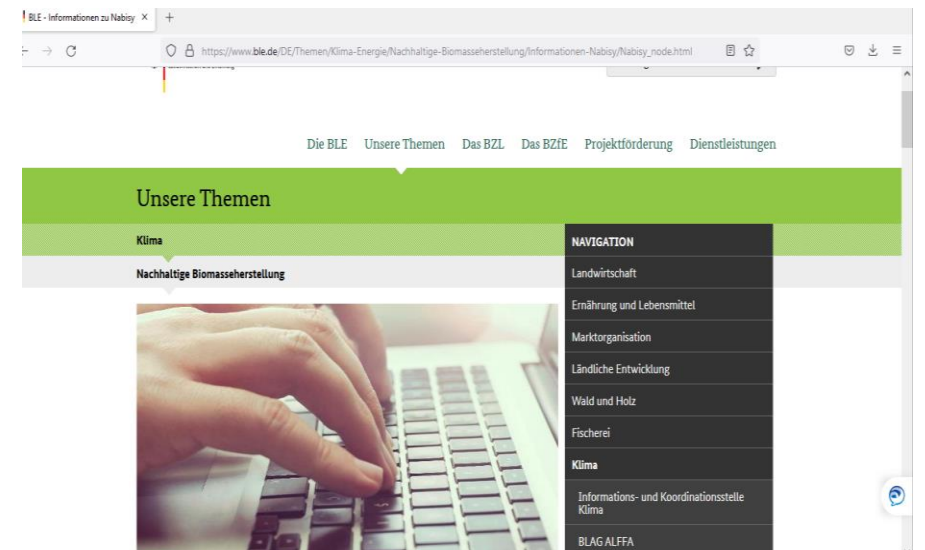 BLE - Informationen zu Nabisy
https://www.ble.de/DE/Themen/Klima-Energie/Nachhaltige-Biomasseherstellung/Informationen-Nabisy/Nabisy_node.html
Die BLE Unsere Themen Das BZL Das BZfE Projektförderung Dienstleistungen
Unsere Themen
Klima
Nachhaltige Biomasseherstellung
NAVIGATION
Landwirtschaft
Ernährung und Lebensmittel
Marktorganisation
Ländliche Entwicklung
Wald und Holz
Fischerei
Klima
Informations- und Koordinationsstelle
Klima
BLAG ALFFA